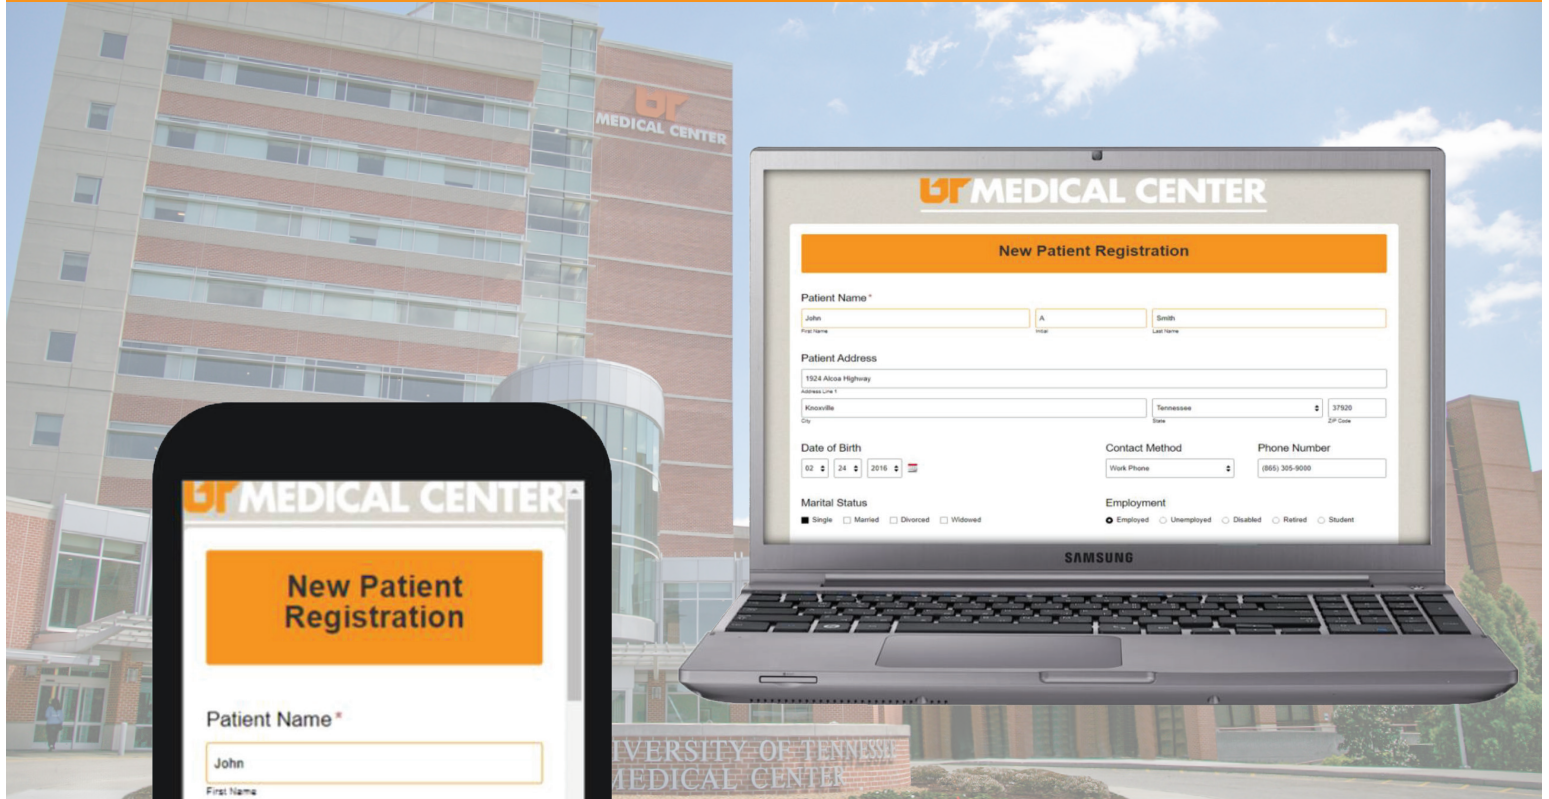 UT
MEDICAL CENTER
UT MEDICAL CENTER
New Patient Registration
Patient Name*
John A Smith
First Name Initial Last Name
Patient Address
1924 Alcoa Highway
Address Line 1
Knoxville Tennessee 37920
City State ZIP Code
Date of Birth Contact Method Phone Number
02 24 2016 Work Phone (865) 305-9000
Marital Status Employment
Single Married Divorced Widowed Employed Unemployed Disabled Retired Student
SAMSUNG
UT MEDICAL CENTER
New Patient
Registration
Patient Name*
John
First Name
IVERSITY OF TENNESSEE
MEDICAL CENTER